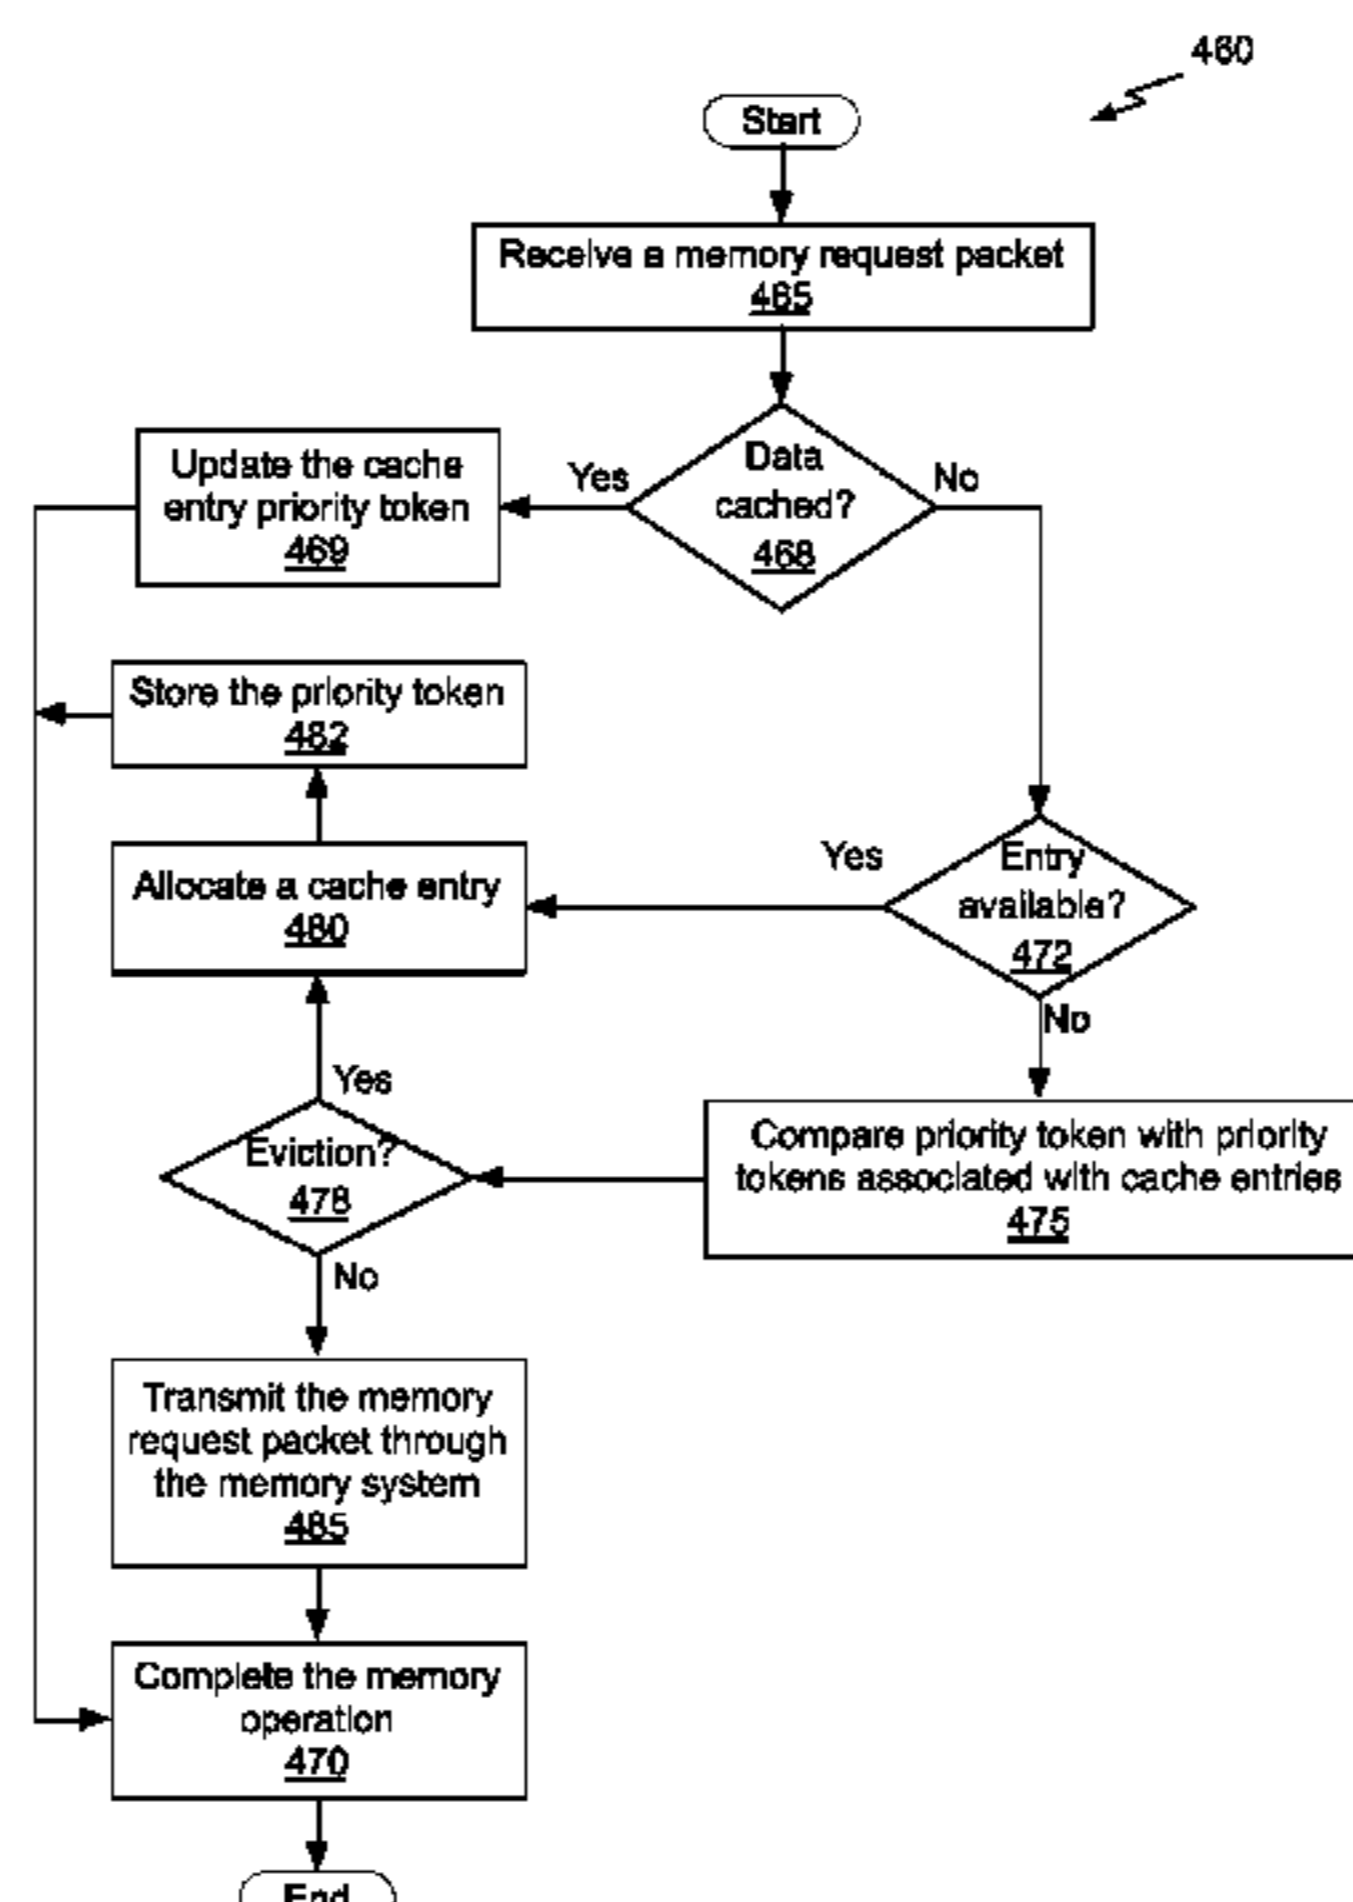 460
Start
Receive a memory request packet
465
Data
cached?
468
Yes
No
Update the cache
entry priority token
469
Store the priority token
482
Allocate a cache entry
480
Yes
Entry
available?
472
No
Yes
Eviction?
478
No
Compare priority token with priority
tokens associated with cache entries
475
Transmit the memory
request packet through
the memory system
485
Complete the memory
operation
470
End